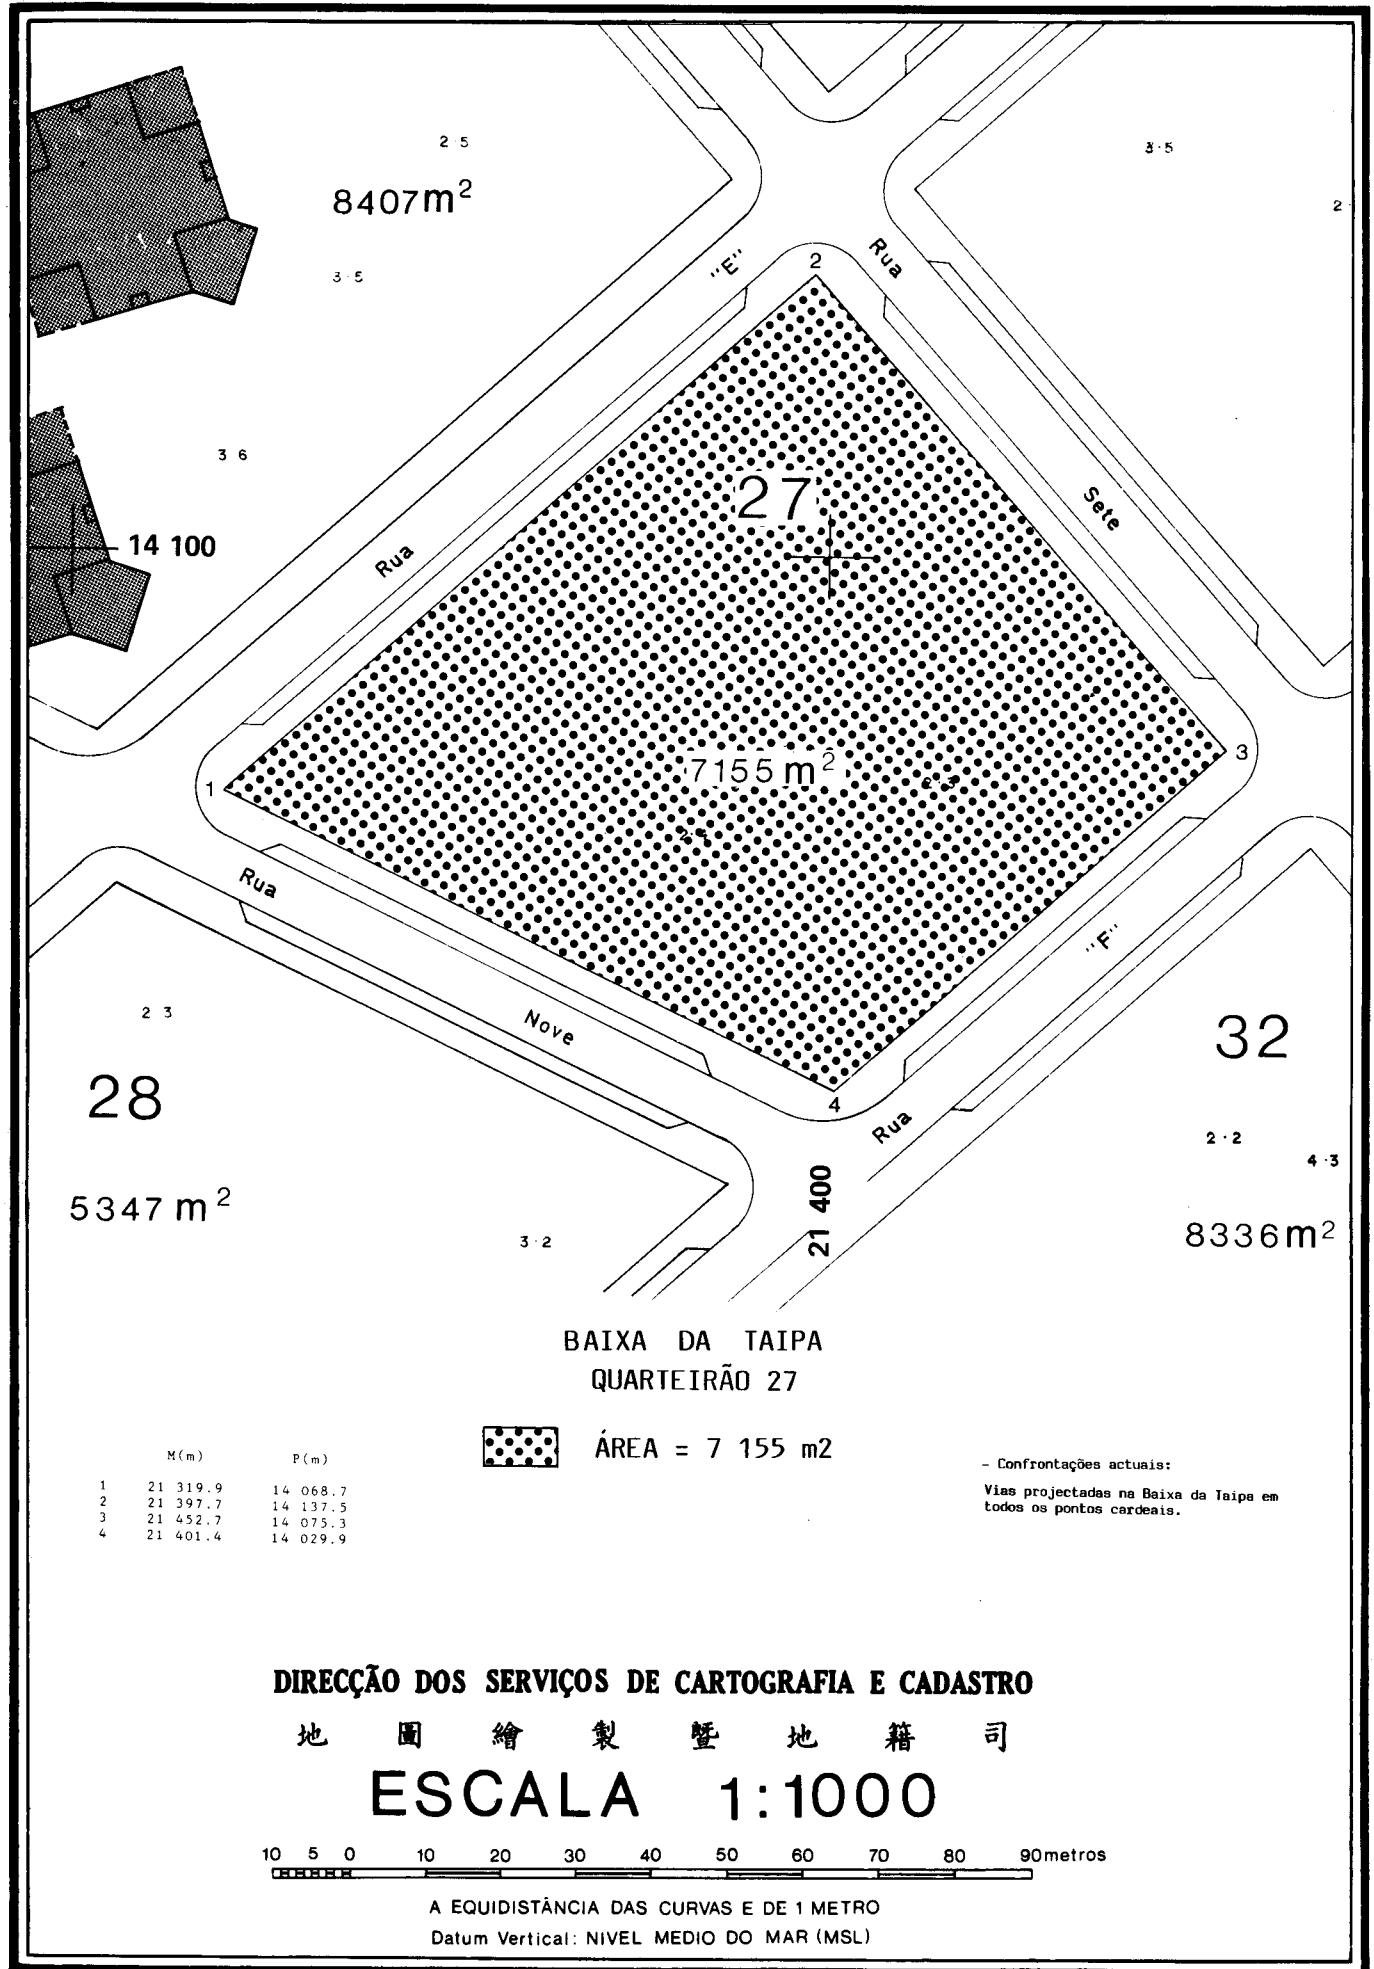 2 5
3·5
8407m²
2
3·5
"E"
2
Rua
3 6
27
Sete
14 100
Rua
7155 m²
3
1
Rua
"F"
2 3
Nove
32
28
4
Rua
2·2
4·3
21 400
5347 m²
8336m²
3·2
BAIXA DA TAIPA
QUARTEIRÃO 27
ÁREA = 7 155 m2
M(m) P(m)
1 21 319.9 14 068.7
2 21 397.7 14 137.5
3 21 452.7 14 075.3
4 21 401.4 14 029.9
- Confrontações actuais:
Vias projectadas na Baixa da Taipa em
todos os pontos cardeais.
DIRECÇÃO DOS SERVIÇOS DE CARTOGRAFIA E CADASTRO
地圖繪製暨地籍司
ESCALA 1:1000
10 5 0 10 20 30 40 50 60 70 80 90metros
A EQUIDISTÂNCIA DAS CURVAS E DE 1 METRO
Datum Vertical: NIVEL MEDIO DO MAR (MSL)